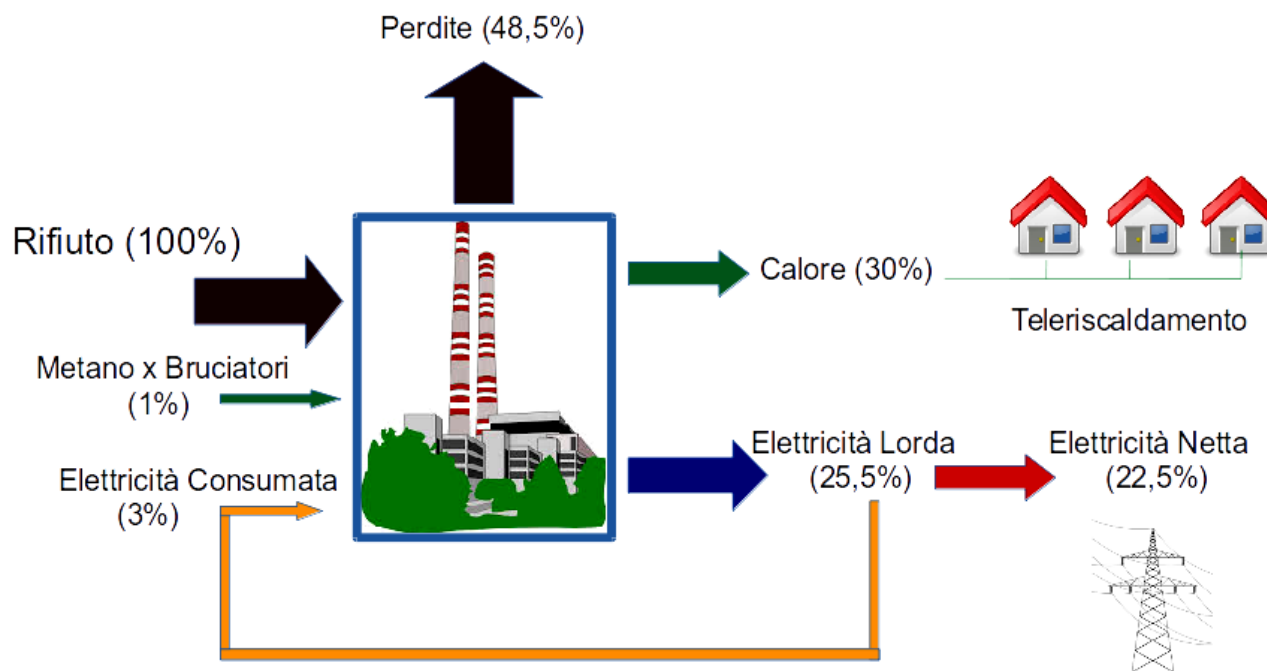 Perdite (48,5%)
Rifiuto (100%)
Calore (30%)
Teleriscaldamento
Metano x Bruciatori
(1%)
Elettricità Consumata
(3%)
Elettricità Lorda
(25,5%)
Elettricità Netta
(22,5%)